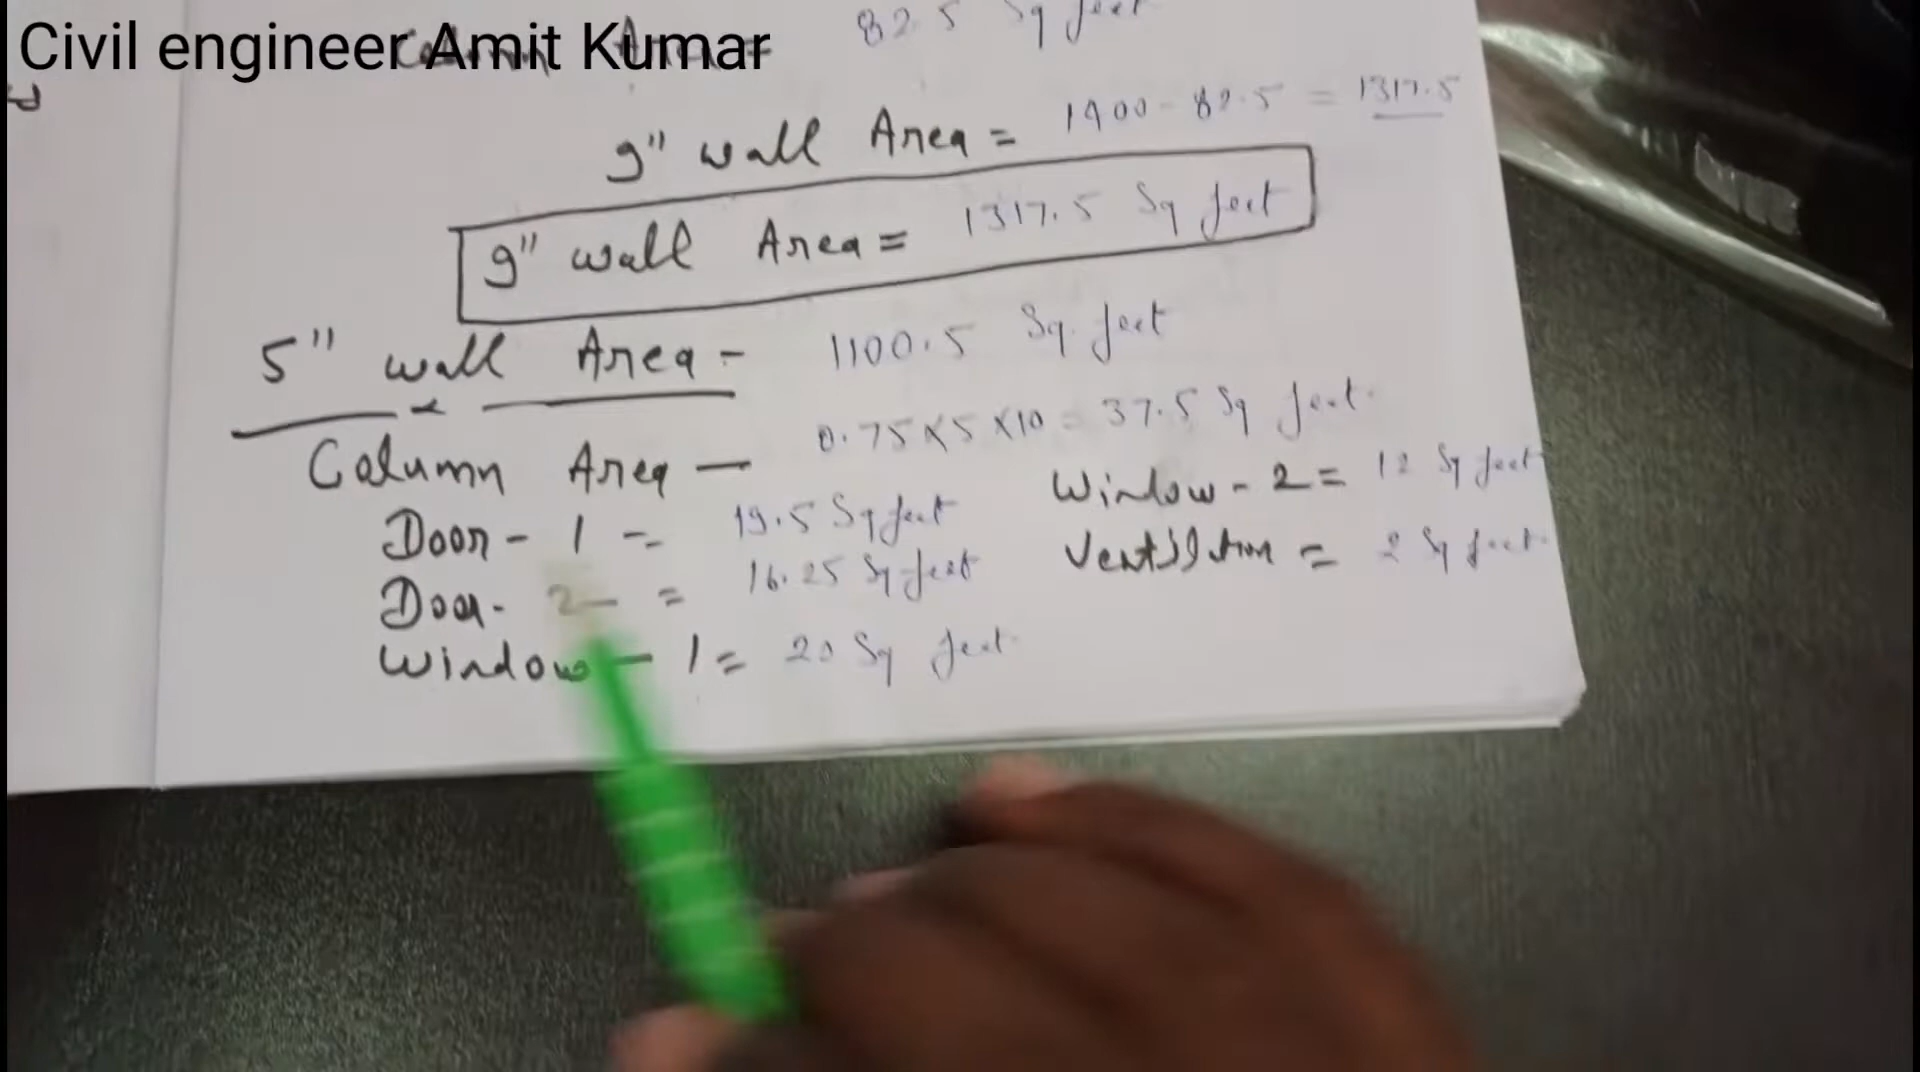 Civil engineer Amit Kumar
82.5 Sq feet
9" wall Area = 1400 - 82.5 = 1317.5
9" wall Area = 1317.5 Sq feet
5" wall Area - 1100.5 Sq. feet
Column Area — 0.75 x 5 x 10 = 37.5 Sq feet.
Door - 1 = 19.5 Sq feet
Door - 2 = 16.25 Sq feet
Window - 1 = 20 Sq feet
Window - 2 = 12 Sq feet
Ventilation = 2 Sq feet